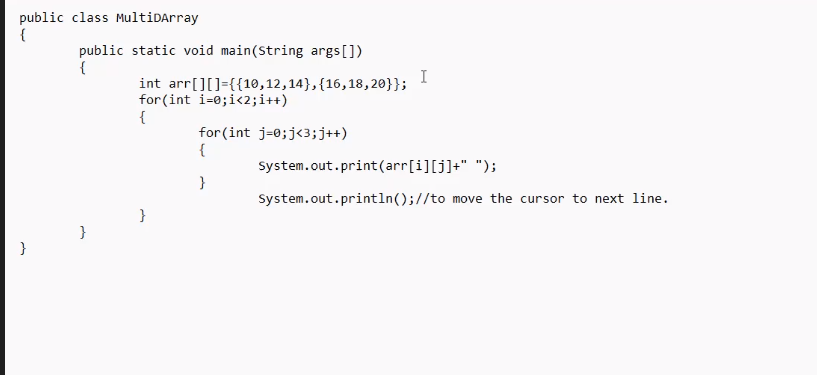 public class MultiDArray
{
public static void main(String args[])
{
int arr[][]={{10,12,14},{16,18,20}};
for(int i=0;i<2;i++)
{
for(int j=0;j<3;j++)
{
System.out.print(arr[i][j]+" ");
}
System.out.println();//to move the cursor to next line.
}
}
}